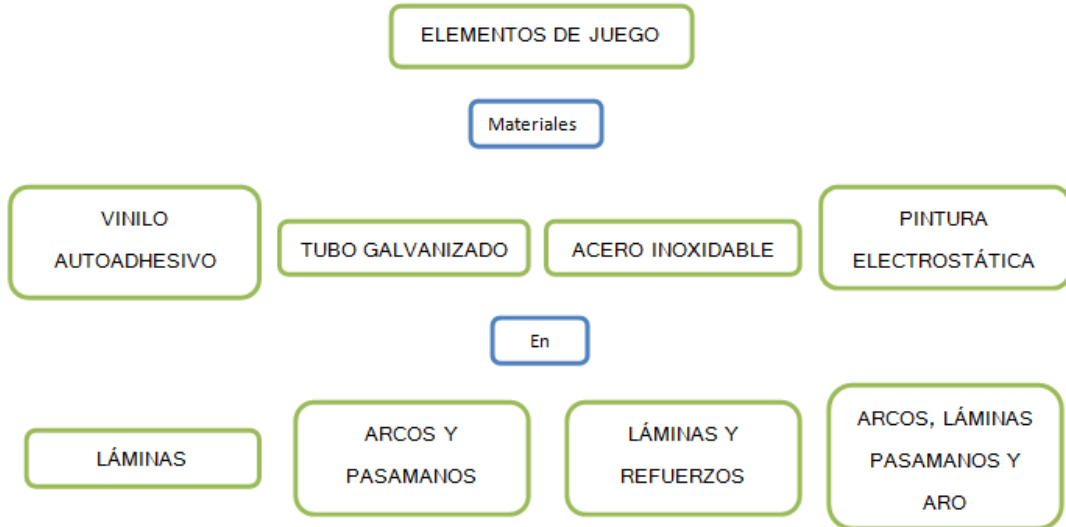 ELEMENTOS DE JUEGO
Materiales
VINILO
AUTOADHESIVO
TUBO GALVANIZADO
ACERO INOXIDABLE
PINTURA
ELECTROSTÁTICA
En
LÁMINAS
ARCOS Y
PASAMANOS
LÁMINAS Y
REFUERZOS
ARCOS, LÁMINAS
PASAMANOS Y
ARO